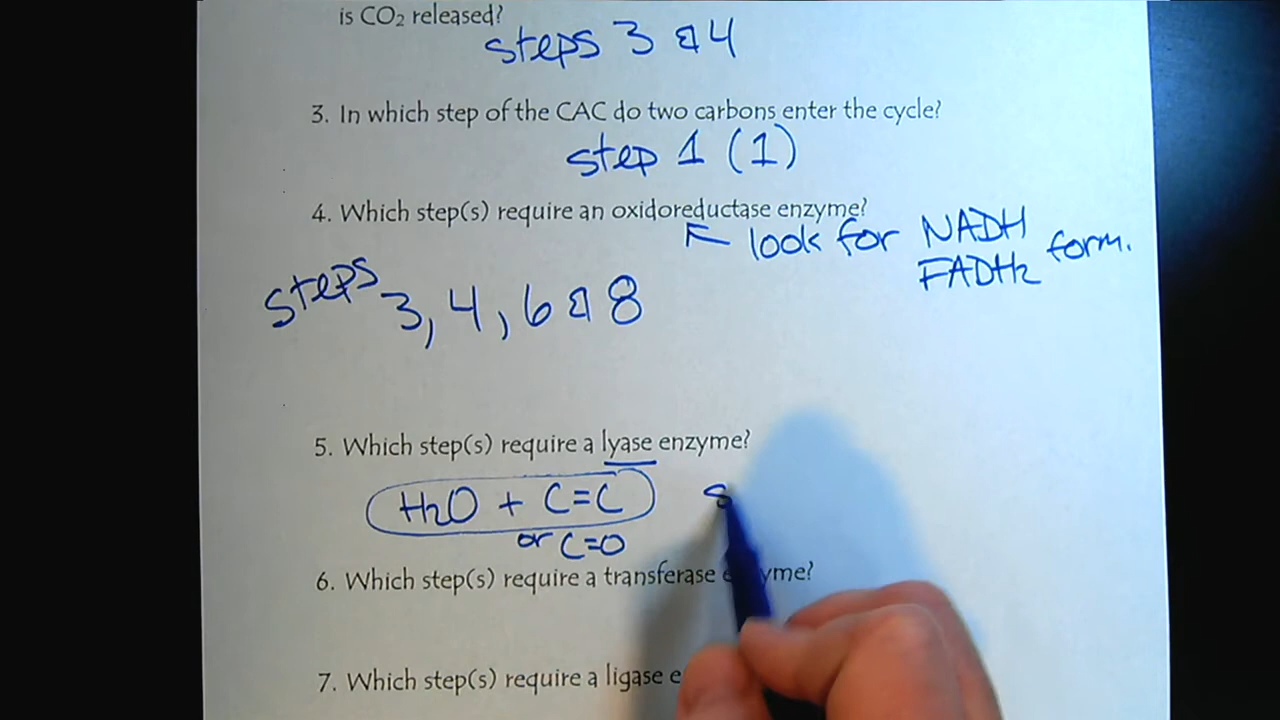 is CO₂ released?
steps 3 & 4
3. In which step of the CAC do two carbons enter the cycle?
step 1 (1)
4. Which step(s) require an oxidoreductase enzyme?
look for NADH
FADH₂ form.
steps 3, 4, 6 & 8
5. Which step(s) require a lyase enzyme?
H₂O + C=C s
or C=O
6. Which step(s) require a transferase
7. Which step(s) require a ligase e